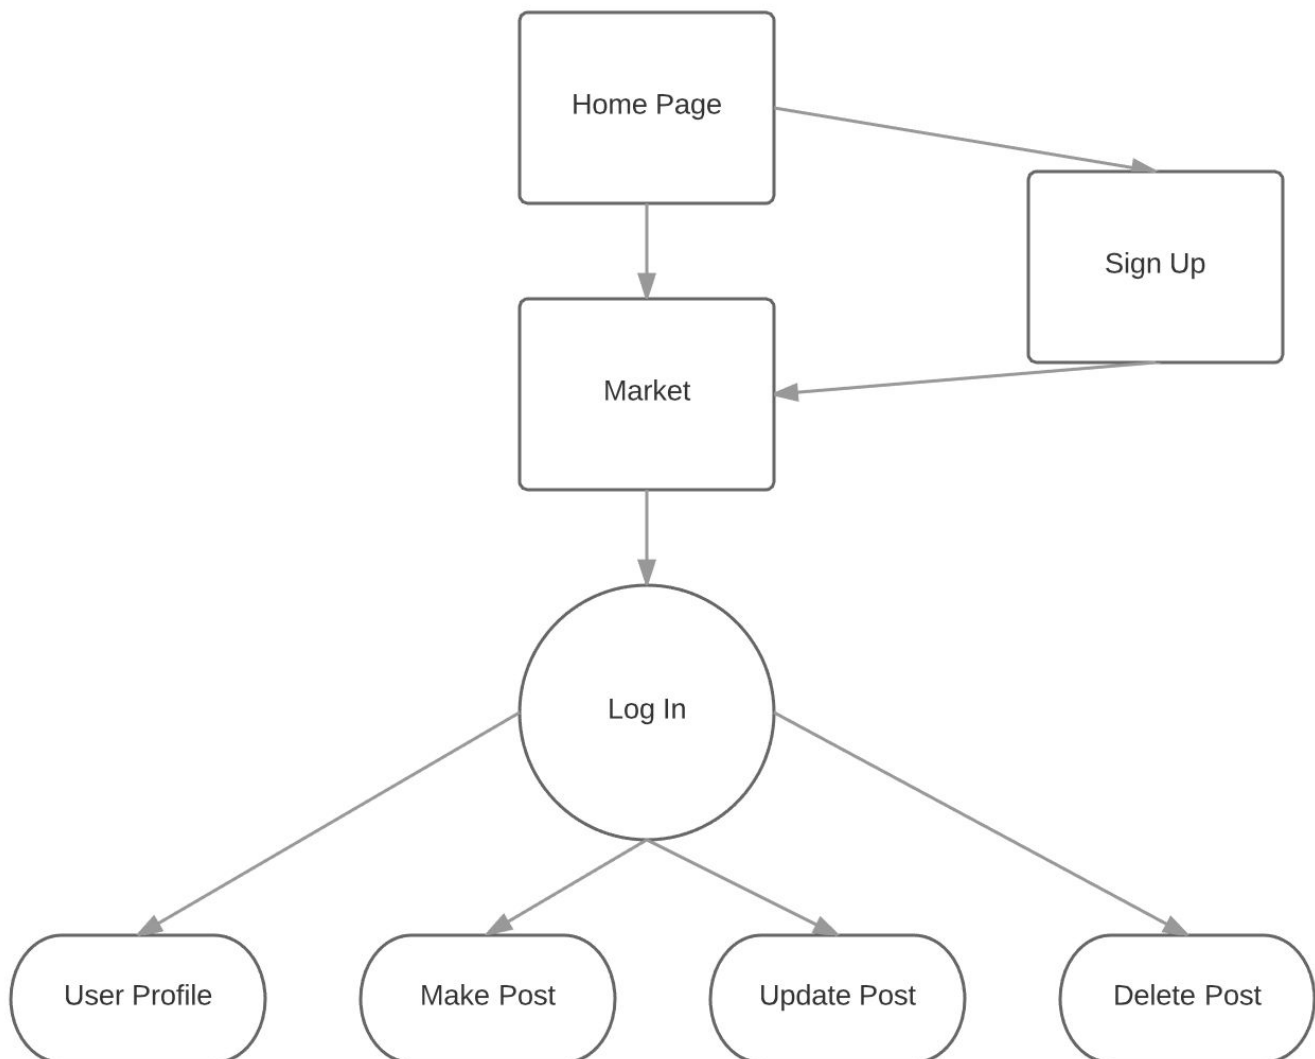 Home Page
Sign Up
Market
Log In
User Profile
Make Post
Update Post
Delete Post